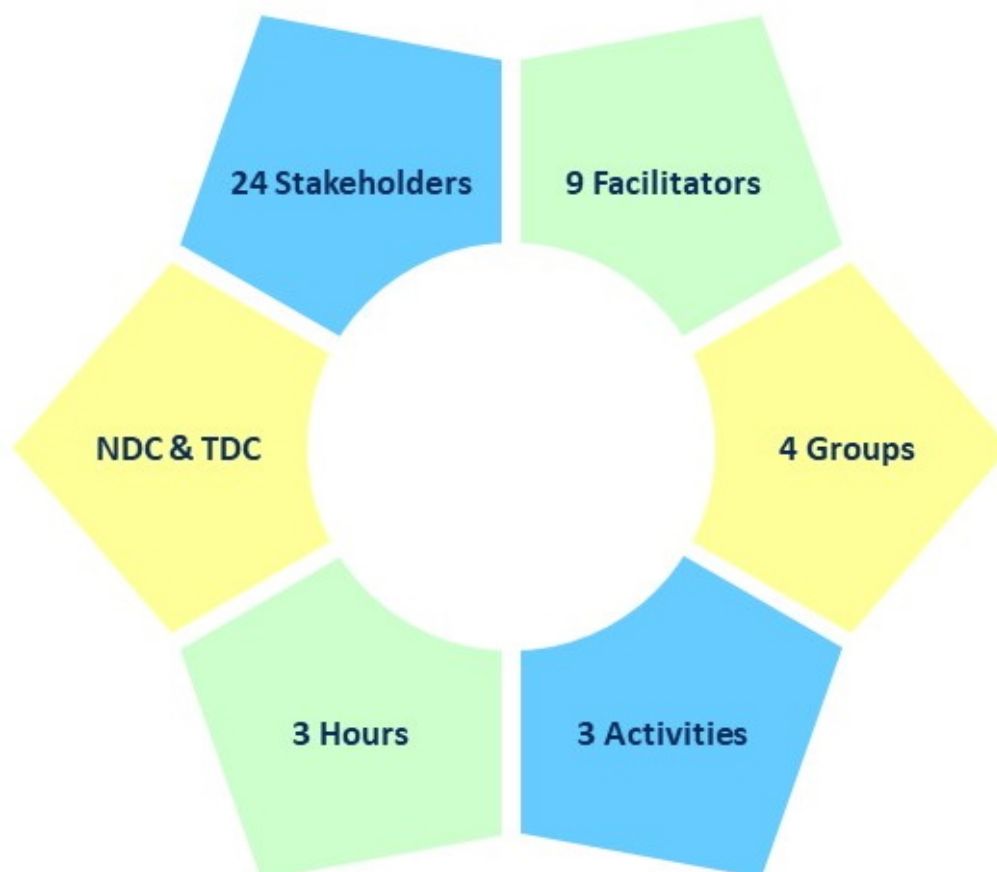 24 Stakeholders
9 Facilitators
NDC & TDC
4 Groups
3 Hours
3 Activities